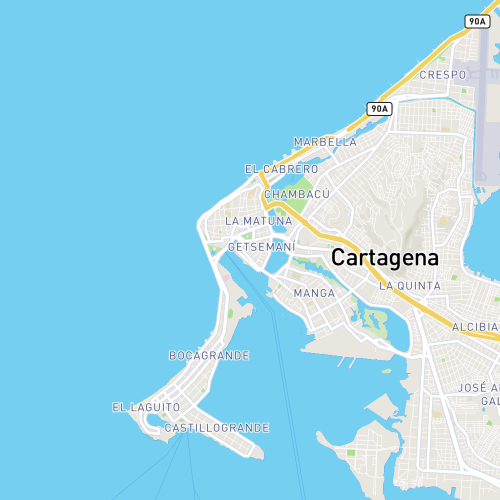 90A
CRESPO
90A
MARBELLA
EL CABRERO
CHAMBACÚ
LA MATUNA
GETSEMANÍ
Cartagena
LA QUINTA
MANGA
ALCIBIA
BOCAGRANDE
JOSÉ A
GAL
EL LAGUITO
CASTILLOGRANDE